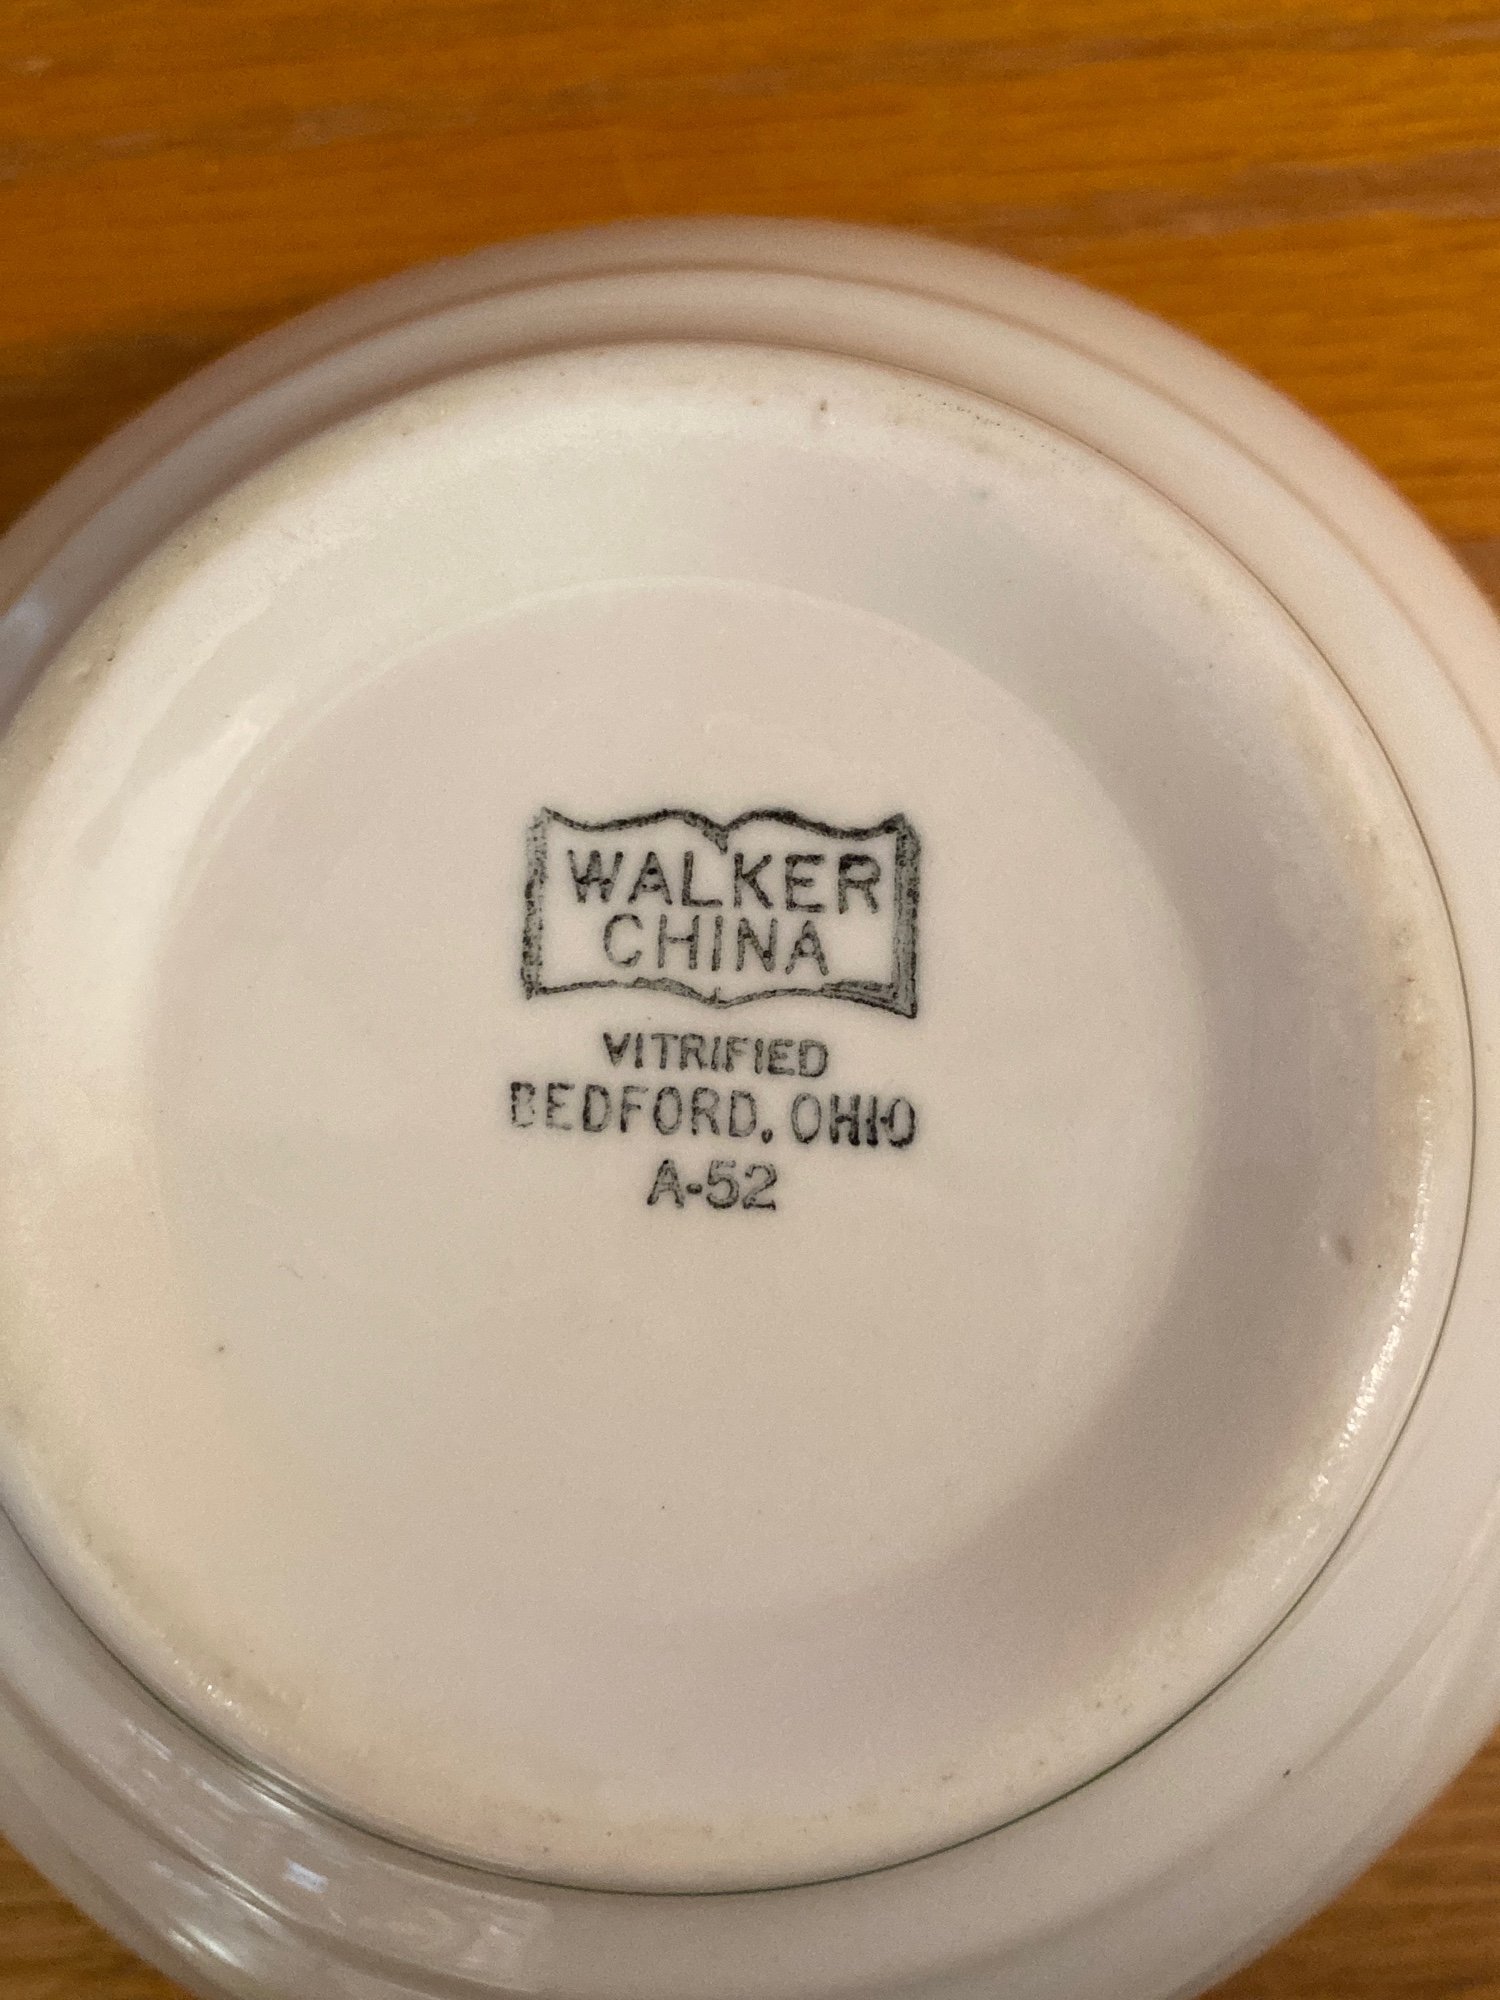 WALKER
CHINA
VITRIFIED
BEDFORD, OHIO
A-52